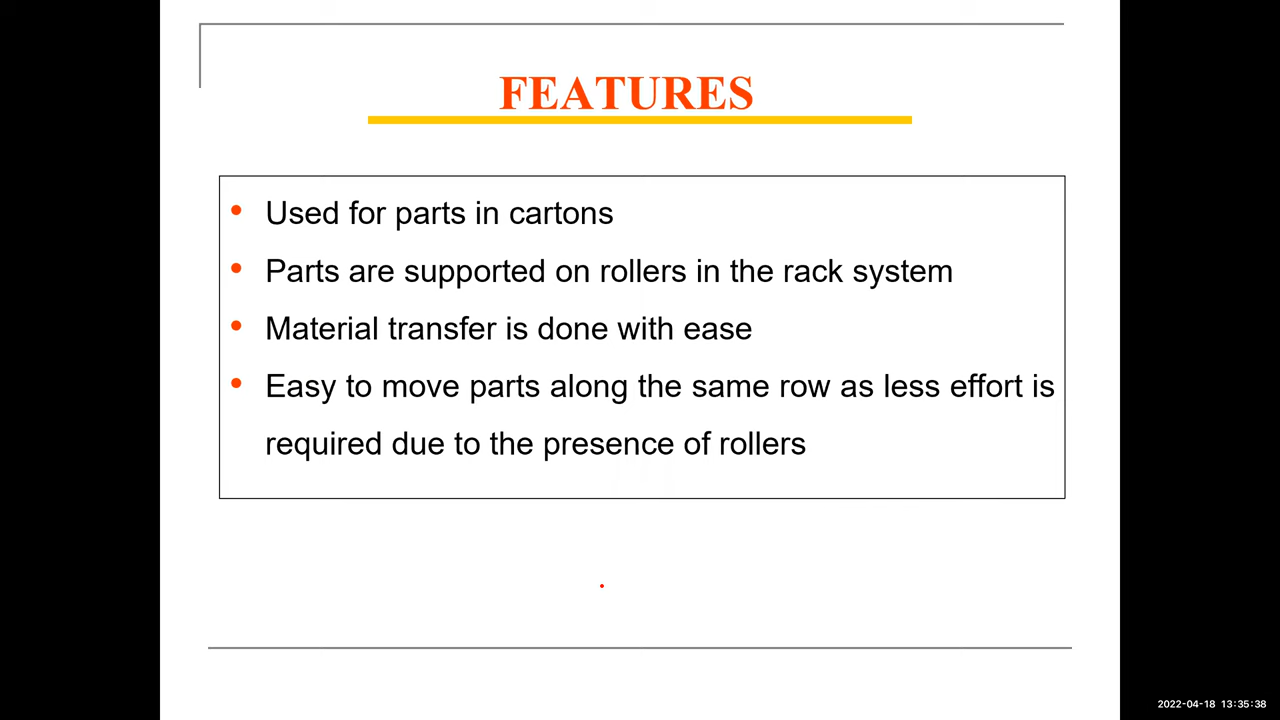 FEATURES
• Used for parts in cartons
• Parts are supported on rollers in the rack system
• Material transfer is done with ease
• Easy to move parts along the same row as less effort is
required due to the presence of rollers
2022-04-18 13:35:38